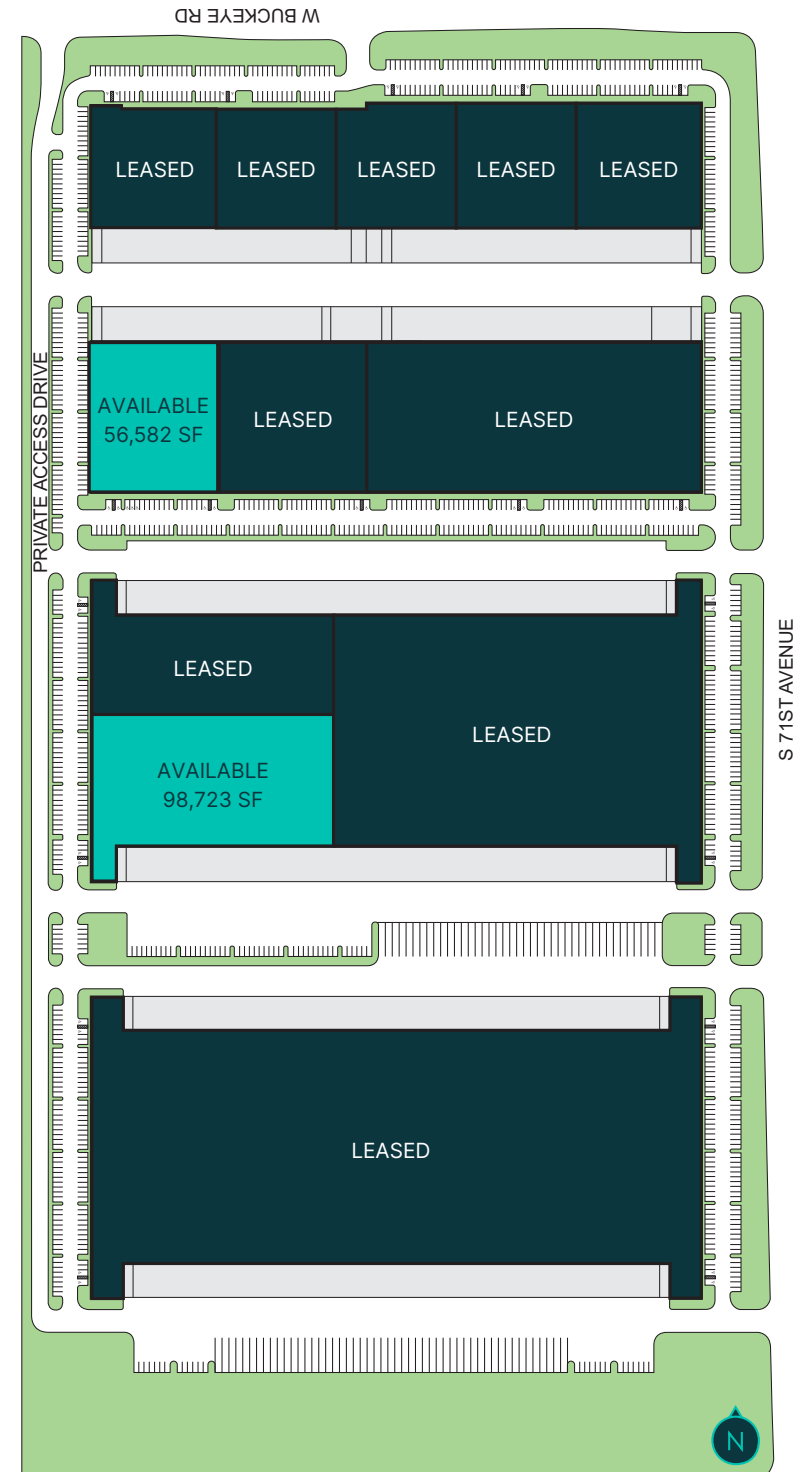 W BUCKEYE RD
LEASED
LEASED
LEASED
LEASED
LEASED
PRIVATE ACCESS DRIVE
AVAILABLE
56,582 SF
LEASED
LEASED
LEASED
AVAILABLE
98,723 SF
LEASED
S 71ST AVENUE
LEASED
N